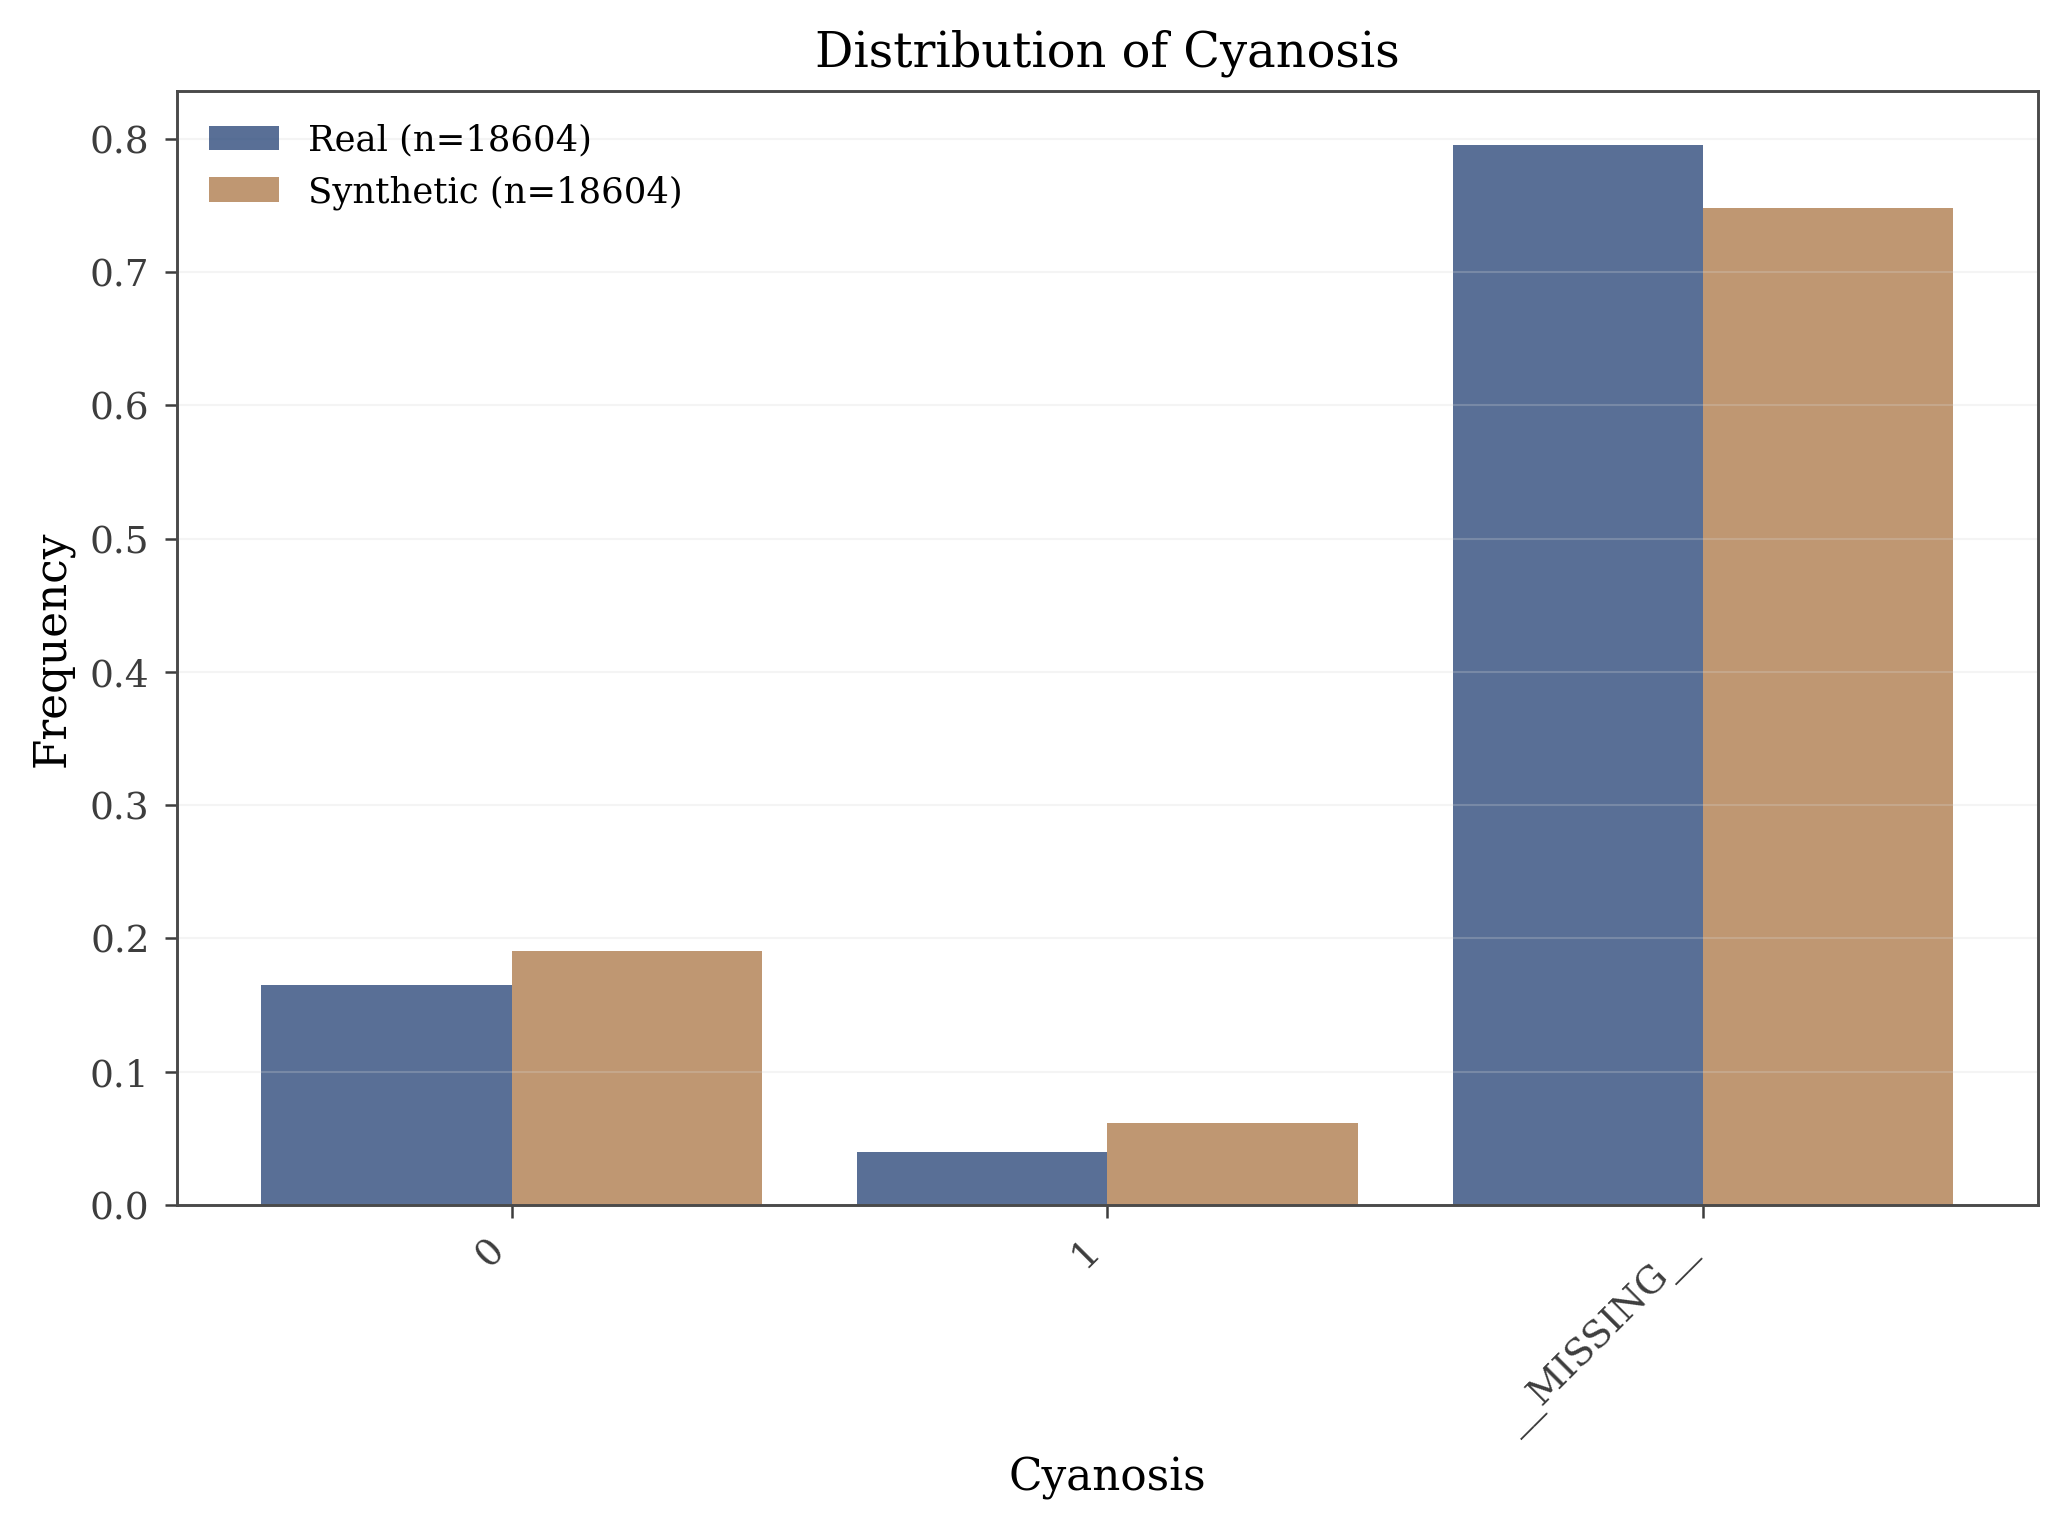 Distribution of Cyanosis
Real (n=18604)
Synthetic (n=18604)
Frequency
0.8
0.7
0.6
0.5
0.4
0.3
0.2
0.1
0.0
0
1
__MISSING__
Cyanosis